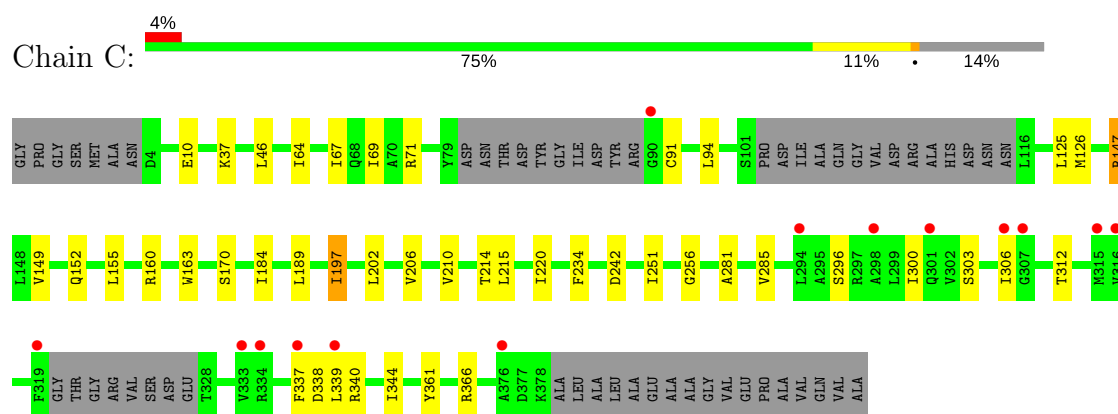 4%
Chain C:
75% 11% • 14%
GLY PRO GLY SER MET ALA ASN D4 E10 K37 L46 I64 I67 Q68 I69 A70 R71 Y79 ASP ASN THR ASP TYR GLY ILE ASP TYR ARG G90 C91 L94 S101 PRO ASP ILE ALA GLN GLY VAL ASP ARG ALA HIS ASP ASN ASN L116 L125 M126 R147
L148 V149 Q152 L155 R160 W163 S170 I184 L189 I197 L202 V206 V210 T214 L215 I220 F234 D242 I251 G256 A281 V285 L294 A295 S296 R297 A298 L299 I300 Q301 V302 S303 I306 G307 T312 M315 V316
F319 GLY THR GLY ARG VAL SER ASP GLU T328 V333 R334 F337 D338 L339 R340 I344 Y361 R366 A376 D377 K378 ALA LEU ALA LEU ALA GLU ALA ALA ALA GLY VAL GLU PRO ALA VAL GLN VAL ALA